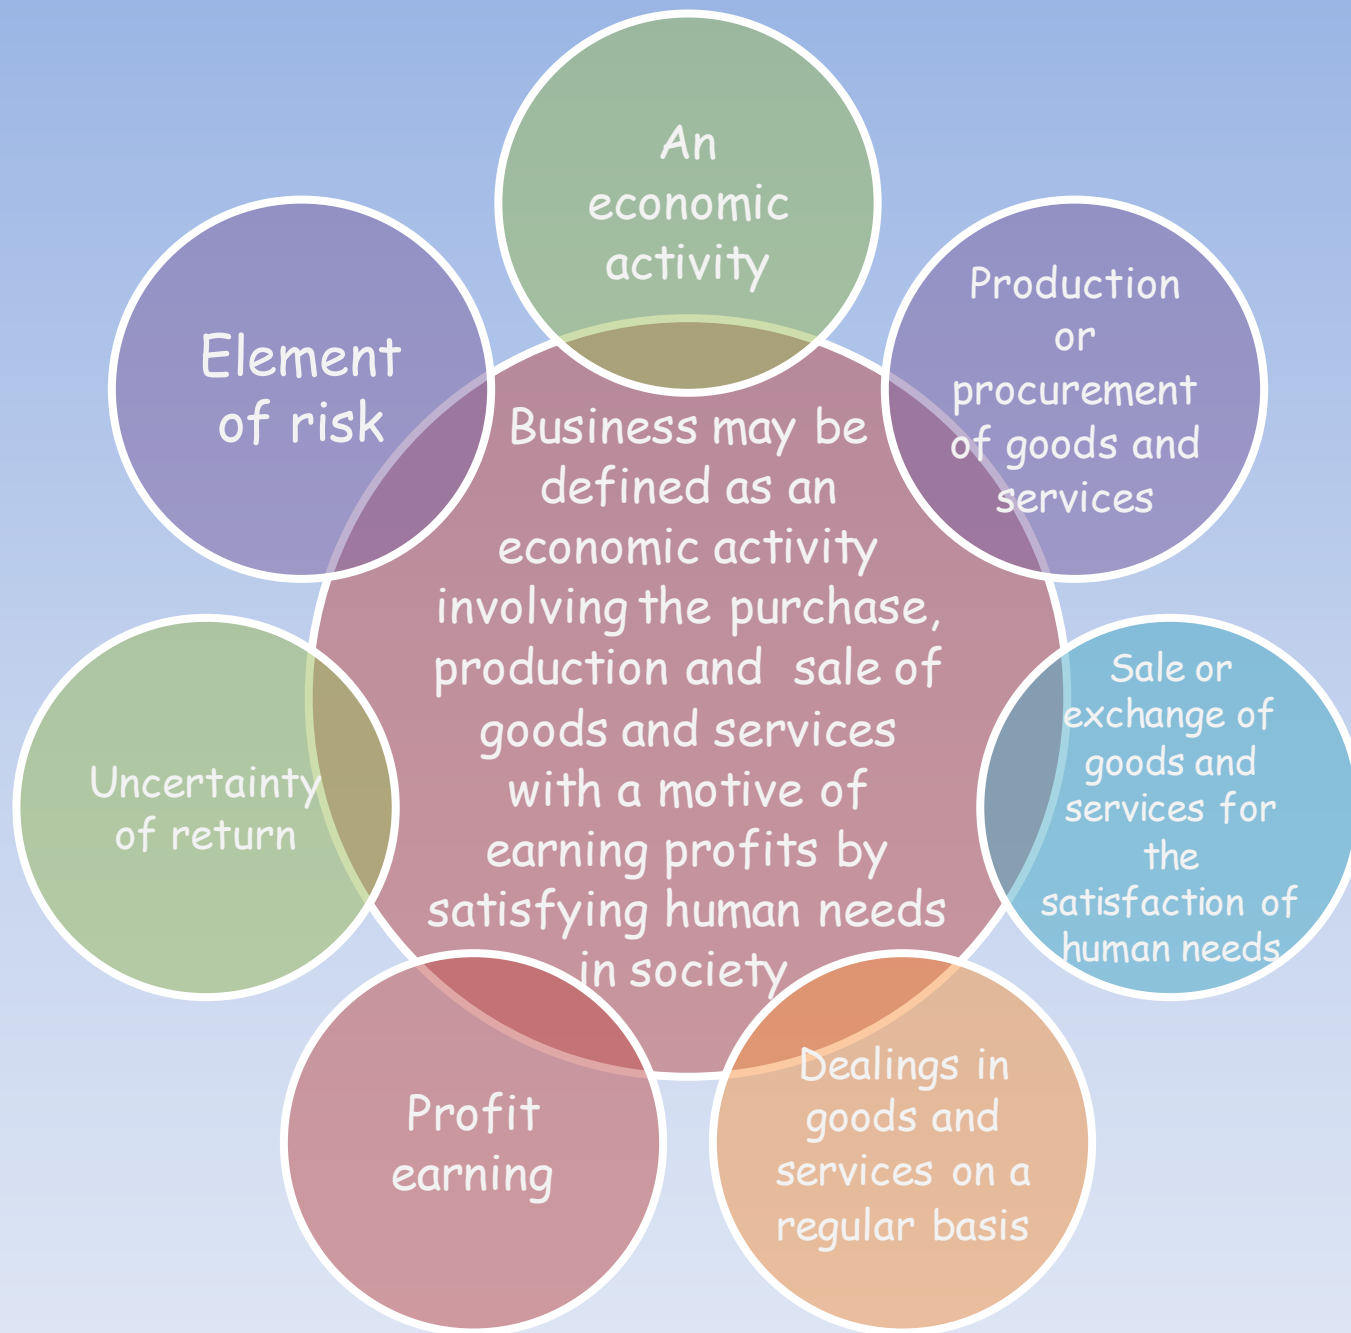 An
economic
activity
Production
or
procurement
of goods and
services
Sale or
exchange of
goods and
services for
the
satisfaction of
human needs
Dealings in
goods and
services on a
regular basis
Profit
earning
Uncertainty
of return
Element
of risk
Business may be
defined as an
economic activity
involving the purchase,
production and sale of
goods and services
with a motive of
earning profits by
satisfying human needs
in society